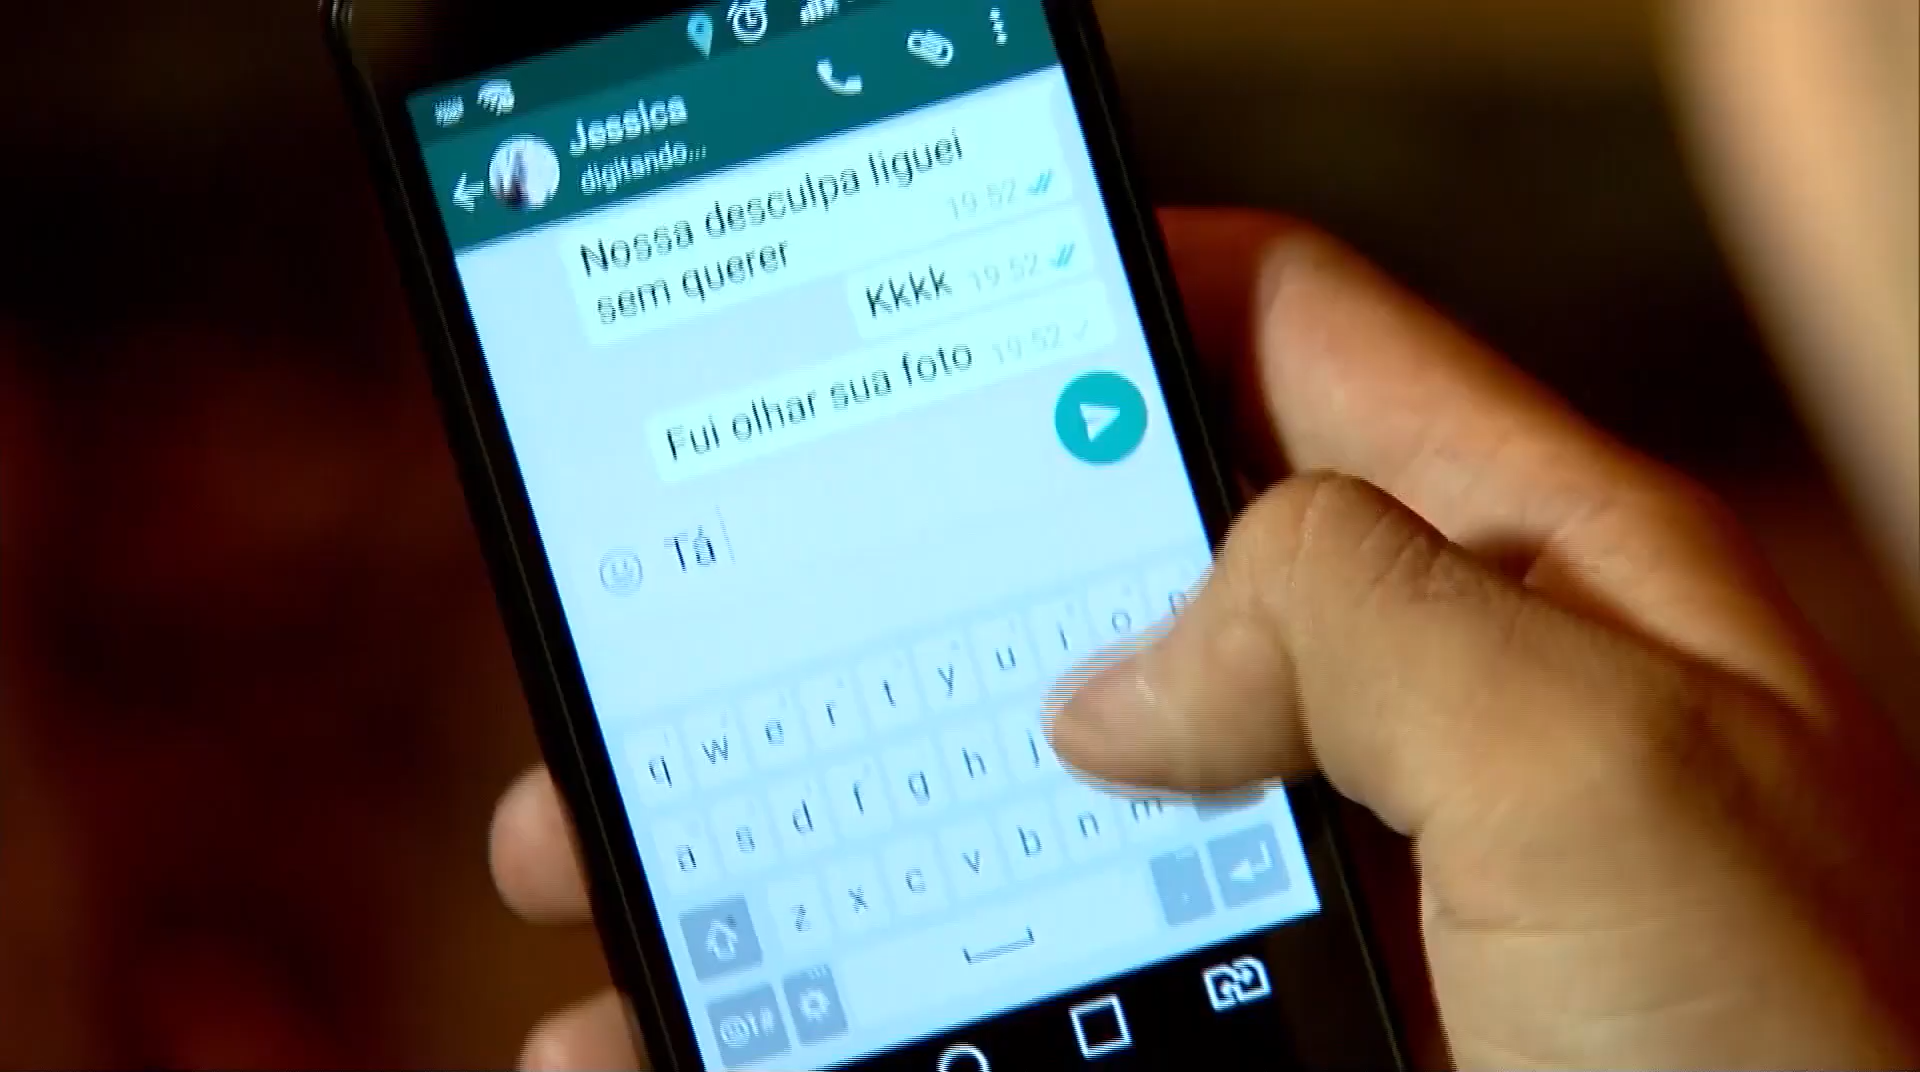 Jessica
digitando...
Nossa desculpa liguei
sem querer
19:52
Kkkk 19:52
Fui olhar sua foto 19:52
Tá
q w e r t y u i o p
a s d f g h j
z x c v b n m
@1#